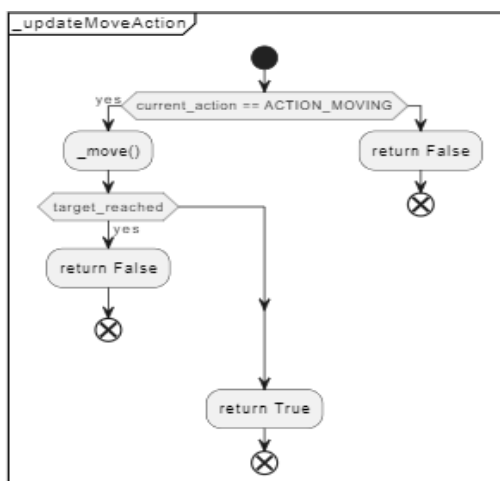 _updateMoveAction
yes
current_action == ACTION_MOVING
_move()
return False
target_reached
yes
return False
return True